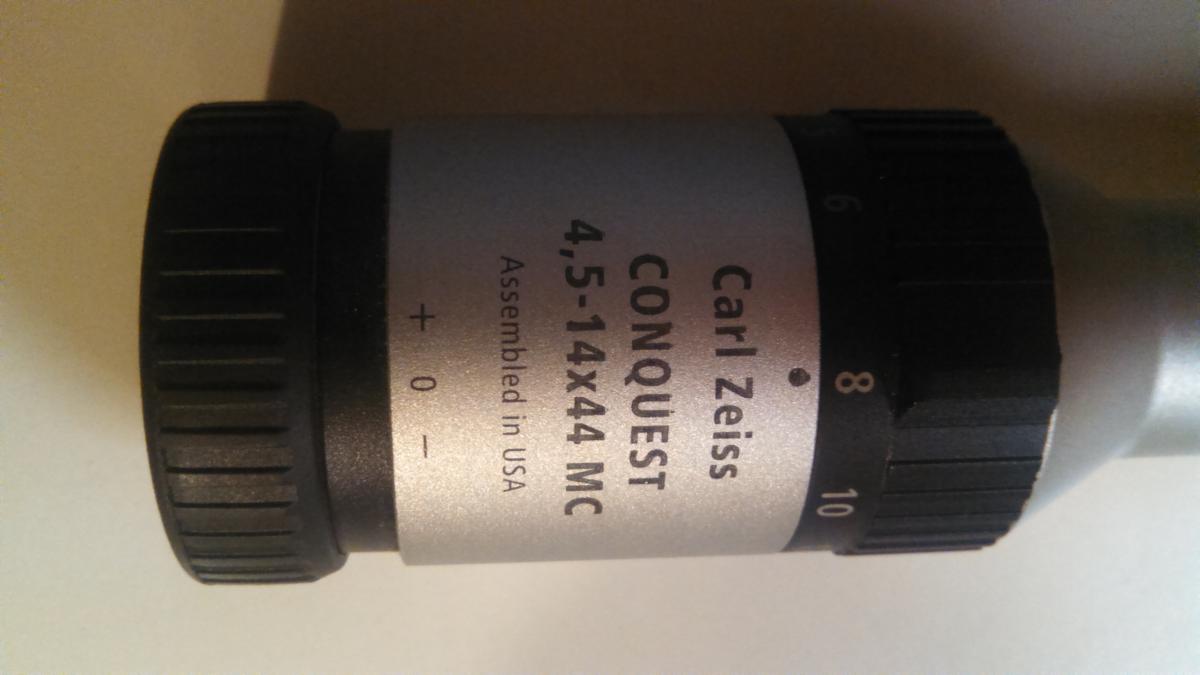 Carl Zeiss
CONQUEST
4,5-14x44 MC
Assembled in USA
+ 0 −
6 8 10